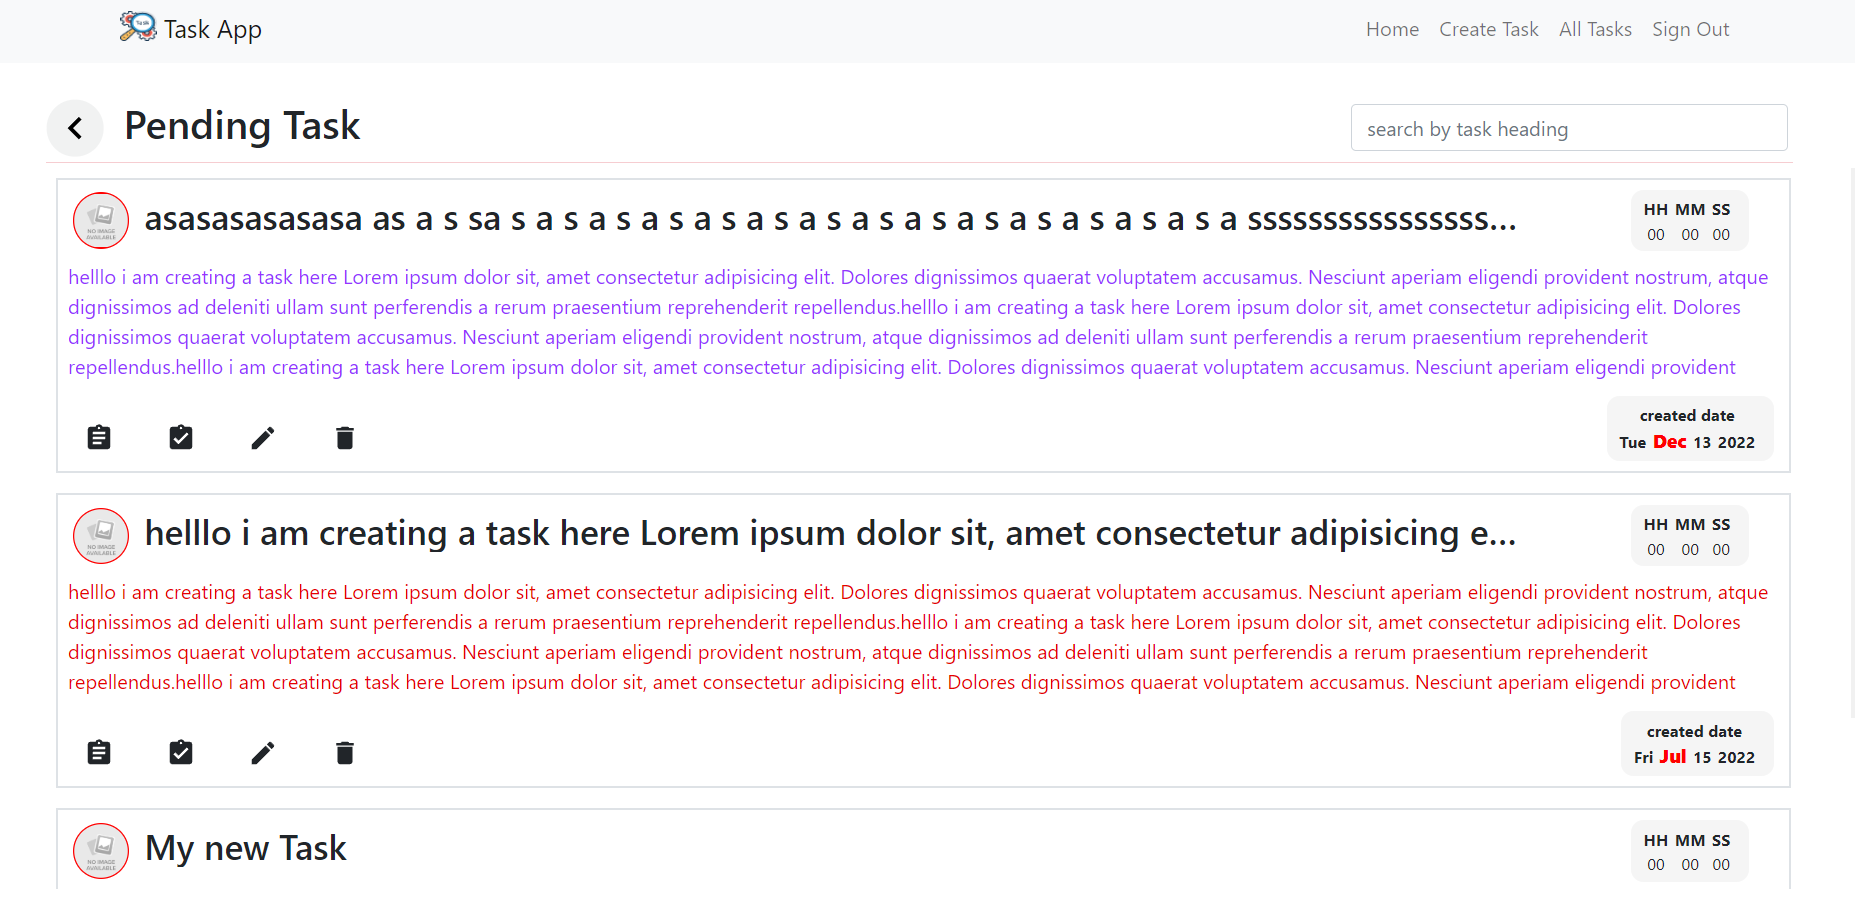 Task App
Home Create Task All Tasks Sign Out
Pending Task
search by task heading
NO IMAGE
AVAILABLE
asasasasasasa as a s sa s a s a s a s a s a s a s a s a s a s a s a s a s a s a ssssssssssssssss...
HH MM SS
00 00 00
helllo i am creating a task here Lorem ipsum dolor sit, amet consectetur adipisicing elit. Dolores dignissimos quaerat voluptatem accusamus. Nesciunt aperiam eligendi provident nostrum, atque
dignissimos ad deleniti ullam sunt perferendis a rerum praesentium reprehenderit repellendus.helllo i am creating a task here Lorem ipsum dolor sit, amet consectetur adipisicing elit. Dolores
dignissimos quaerat voluptatem accusamus. Nesciunt aperiam eligendi provident nostrum, atque dignissimos ad deleniti ullam sunt perferendis a rerum praesentium reprehenderit
repellendus.helllo i am creating a task here Lorem ipsum dolor sit, amet consectetur adipisicing elit. Dolores dignissimos quaerat voluptatem accusamus. Nesciunt aperiam eligendi provident
created date
Tue Dec 13 2022
NO IMAGE
AVAILABLE
helllo i am creating a task here Lorem ipsum dolor sit, amet consectetur adipisicing e...
HH MM SS
00 00 00
helllo i am creating a task here Lorem ipsum dolor sit, amet consectetur adipisicing elit. Dolores dignissimos quaerat voluptatem accusamus. Nesciunt aperiam eligendi provident nostrum, atque
dignissimos ad deleniti ullam sunt perferendis a rerum praesentium reprehenderit repellendus.helllo i am creating a task here Lorem ipsum dolor sit, amet consectetur adipisicing elit. Dolores
dignissimos quaerat voluptatem accusamus. Nesciunt aperiam eligendi provident nostrum, atque dignissimos ad deleniti ullam sunt perferendis a rerum praesentium reprehenderit
repellendus.helllo i am creating a task here Lorem ipsum dolor sit, amet consectetur adipisicing elit. Dolores dignissimos quaerat voluptatem accusamus. Nesciunt aperiam eligendi provident
created date
Fri Jul 15 2022
NO IMAGE
AVAILABLE
My new Task
HH MM SS
00 00 00